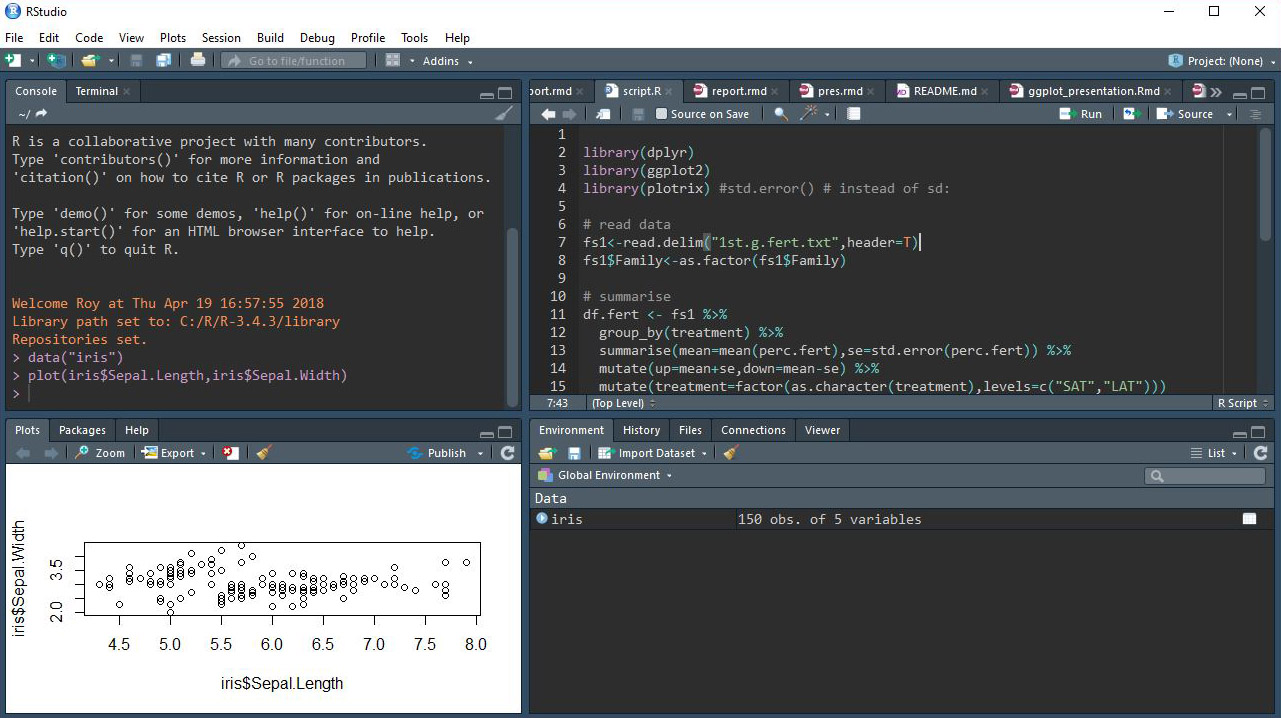 RStudio
File Edit Code View Plots Session Build Debug Profile Tools Help
Go to file/function Addins Project: (None)
Console Terminal
~/
R is a collaborative project with many contributors.
Type 'contributors()' for more information and
'citation()' on how to cite R or R packages in publications.
Type 'demo()' for some demos, 'help()' for on-line help, or
'help.start()' for an HTML browser interface to help.
Type 'q()' to quit R.
Welcome Roy at Thu Apr 19 16:57:55 2018
Library path set to: C:/R/R-3.4.3/library
Repositories set.
> data("iris")
> plot(iris$Sepal.Length,iris$Sepal.Width)
>
port.rmd script.R report.rmd pres.rmd README.md ggplot_presentation.Rmd
Source on Save Run Source
1
2 library(dplyr)
3 library(ggplot2)
4 library(plotrix) #std.error() # instead of sd:
5
6 # read data
7 fs1<-read.delim("1st.g.fert.txt",header=T)
8 fs1$Family<-as.factor(fs1$Family)
9
10 # summarise
11 df.fert <- fs1 %>%
12 group_by(treatment) %>%
13 summarise(mean=mean(perc.fert),se=std.error(perc.fert)) %>%
14 mutate(up=mean+se,down=mean-se) %>%
15 mutate(treatment=factor(as.character(treatment),levels=c("SAT","LAT")))
7:43 (Top Level) R Script
Plots Packages Help
Zoom Export Publish
iris$Sepal.Width
3.5
2.0
4.5 5.0 5.5 6.0 6.5 7.0 7.5 8.0
iris$Sepal.Length
Environment History Files Connections Viewer
Import Dataset List
Global Environment
Data
iris 150 obs. of 5 variables